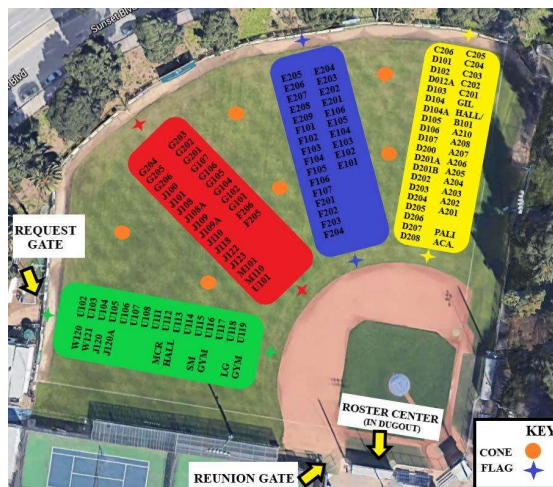 Sunset Blvd
Blvd
C206 C205
D101 C204
D102 C203
D012A C202
D103 C201
D104 GIL
D104A HALL/
D105 B101
D106 A210
D107 A208
D200 A207
D201A A206
D201B A205
D202 A204
D203 A203
D204 A202
D205 A201
D206
D207 PALI
D208 ACA.
E205 E204
E206 E203
E207 E202
E208 E201
E209 E106
F101 E105
F102 E104
F103 E103
F104 E102
F105 E101
F106
F107
F201
F202
F203
F204
G204 G203
G205 G202
G206 G201
J100 G107
J101 G106
J108 G105
J108A G104
J109 G102
J109A G101
J110 F206
J118 F205
J122
J123
M101
M110
U101
REQUEST
GATE
W120 U102
W121 U103
J120 U104
J120A U105
U106
U107
U108
MCR U111
HALL U112
U113
SM U114
GYM U115
U116
LG U117
GYM U118
U119
ROSTER CENTER
(IN DUGOUT)
REUNION GATE
KEY
CONE
FLAG